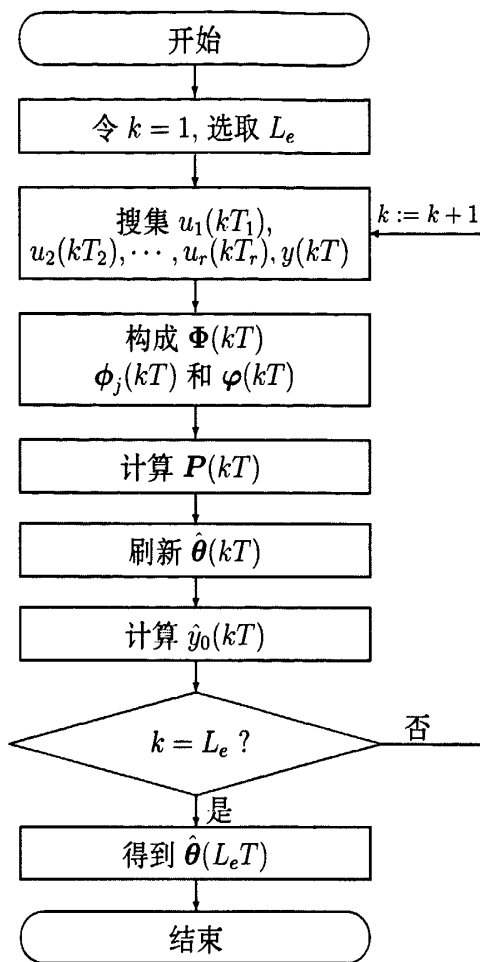 开始
令 k = 1, 选取 L_e
搜集 u_1(kT_1),
u_2(kT_2), ⋯, u_r(kT_r), y(kT)
k := k + 1
构成 Φ(kT)
ϕ_j(kT) 和 φ(kT)
计算 P(kT)
刷新 θ̂(kT)
计算 ŷ_0(kT)
k = L_e ?
否
是
得到 θ̂(L_eT)
结束